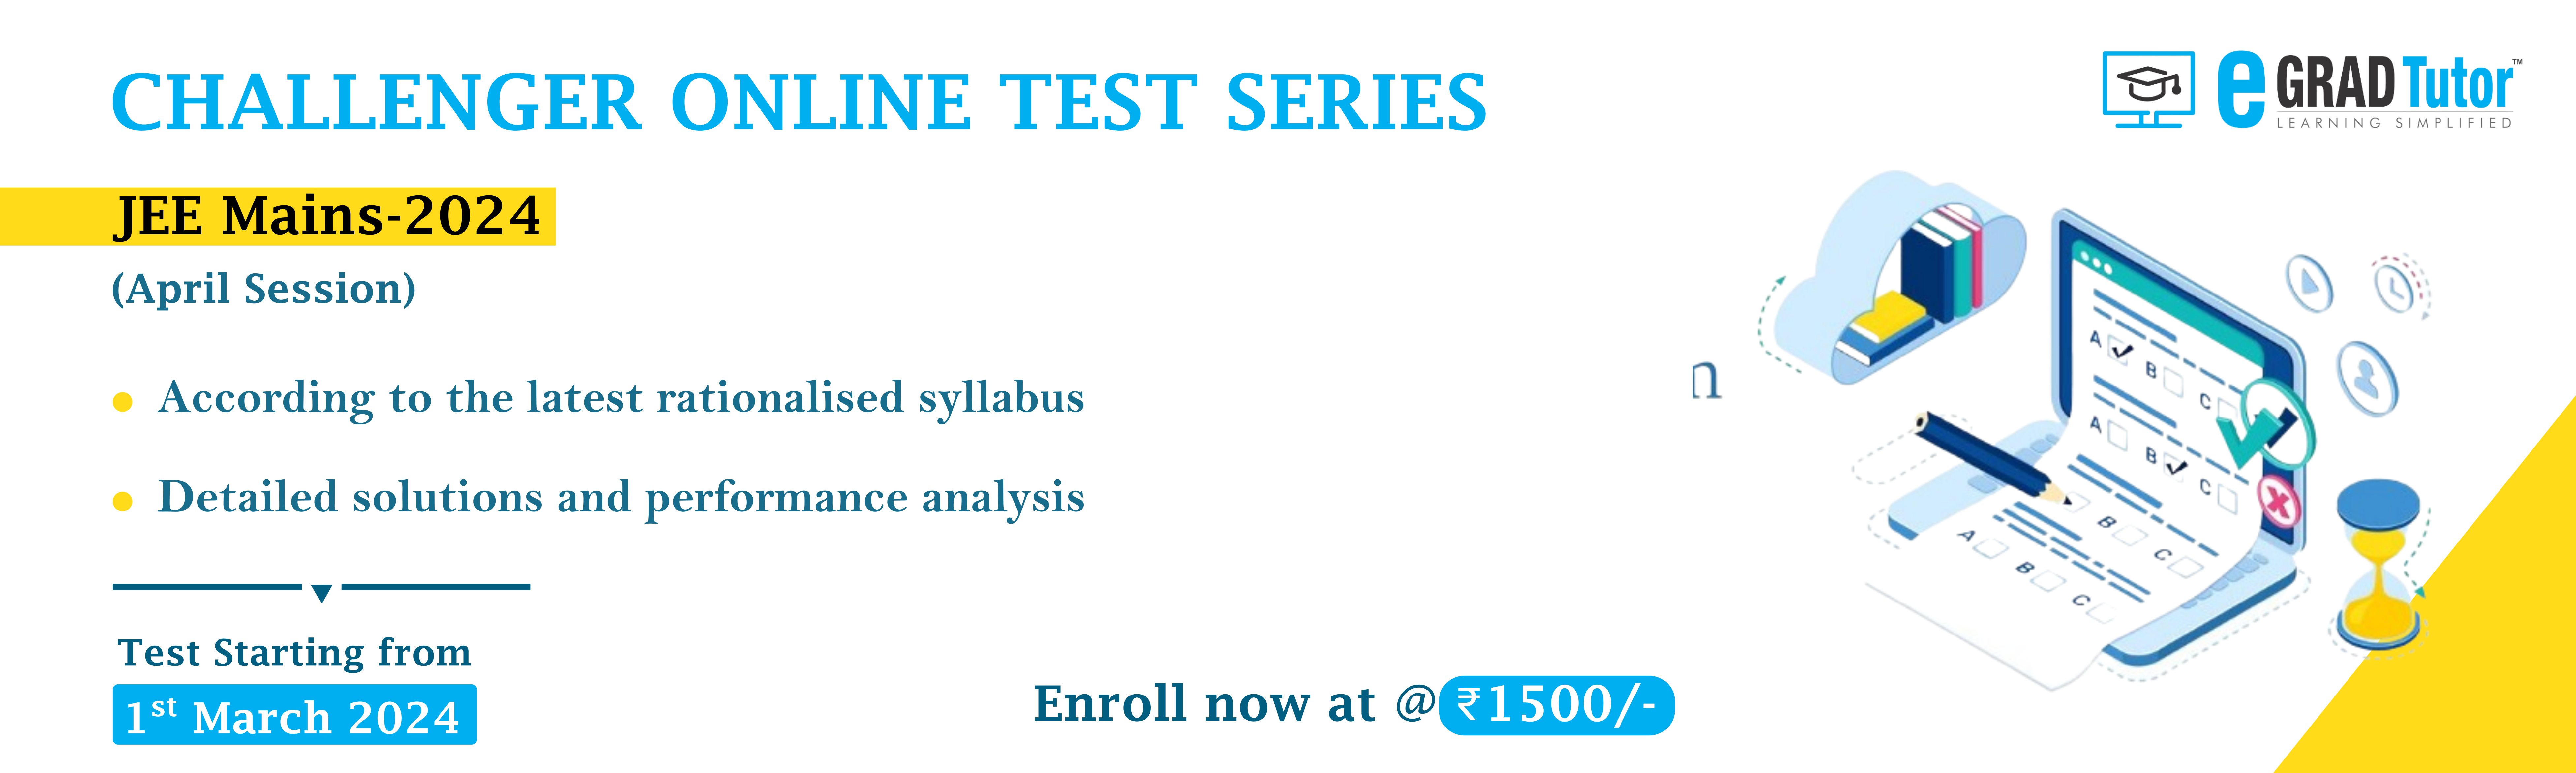 CHALLENGER ONLINE TEST SERIES
e GRAD Tutor™
LEARNING SIMPLIFIED
JEE Mains-2024
(April Session)
• According to the latest rationalised syllabus
n
• Detailed solutions and performance analysis
A B C
A B C
B C
A B C
Test Starting from
1st March 2024
Enroll now at @ ₹1500/-